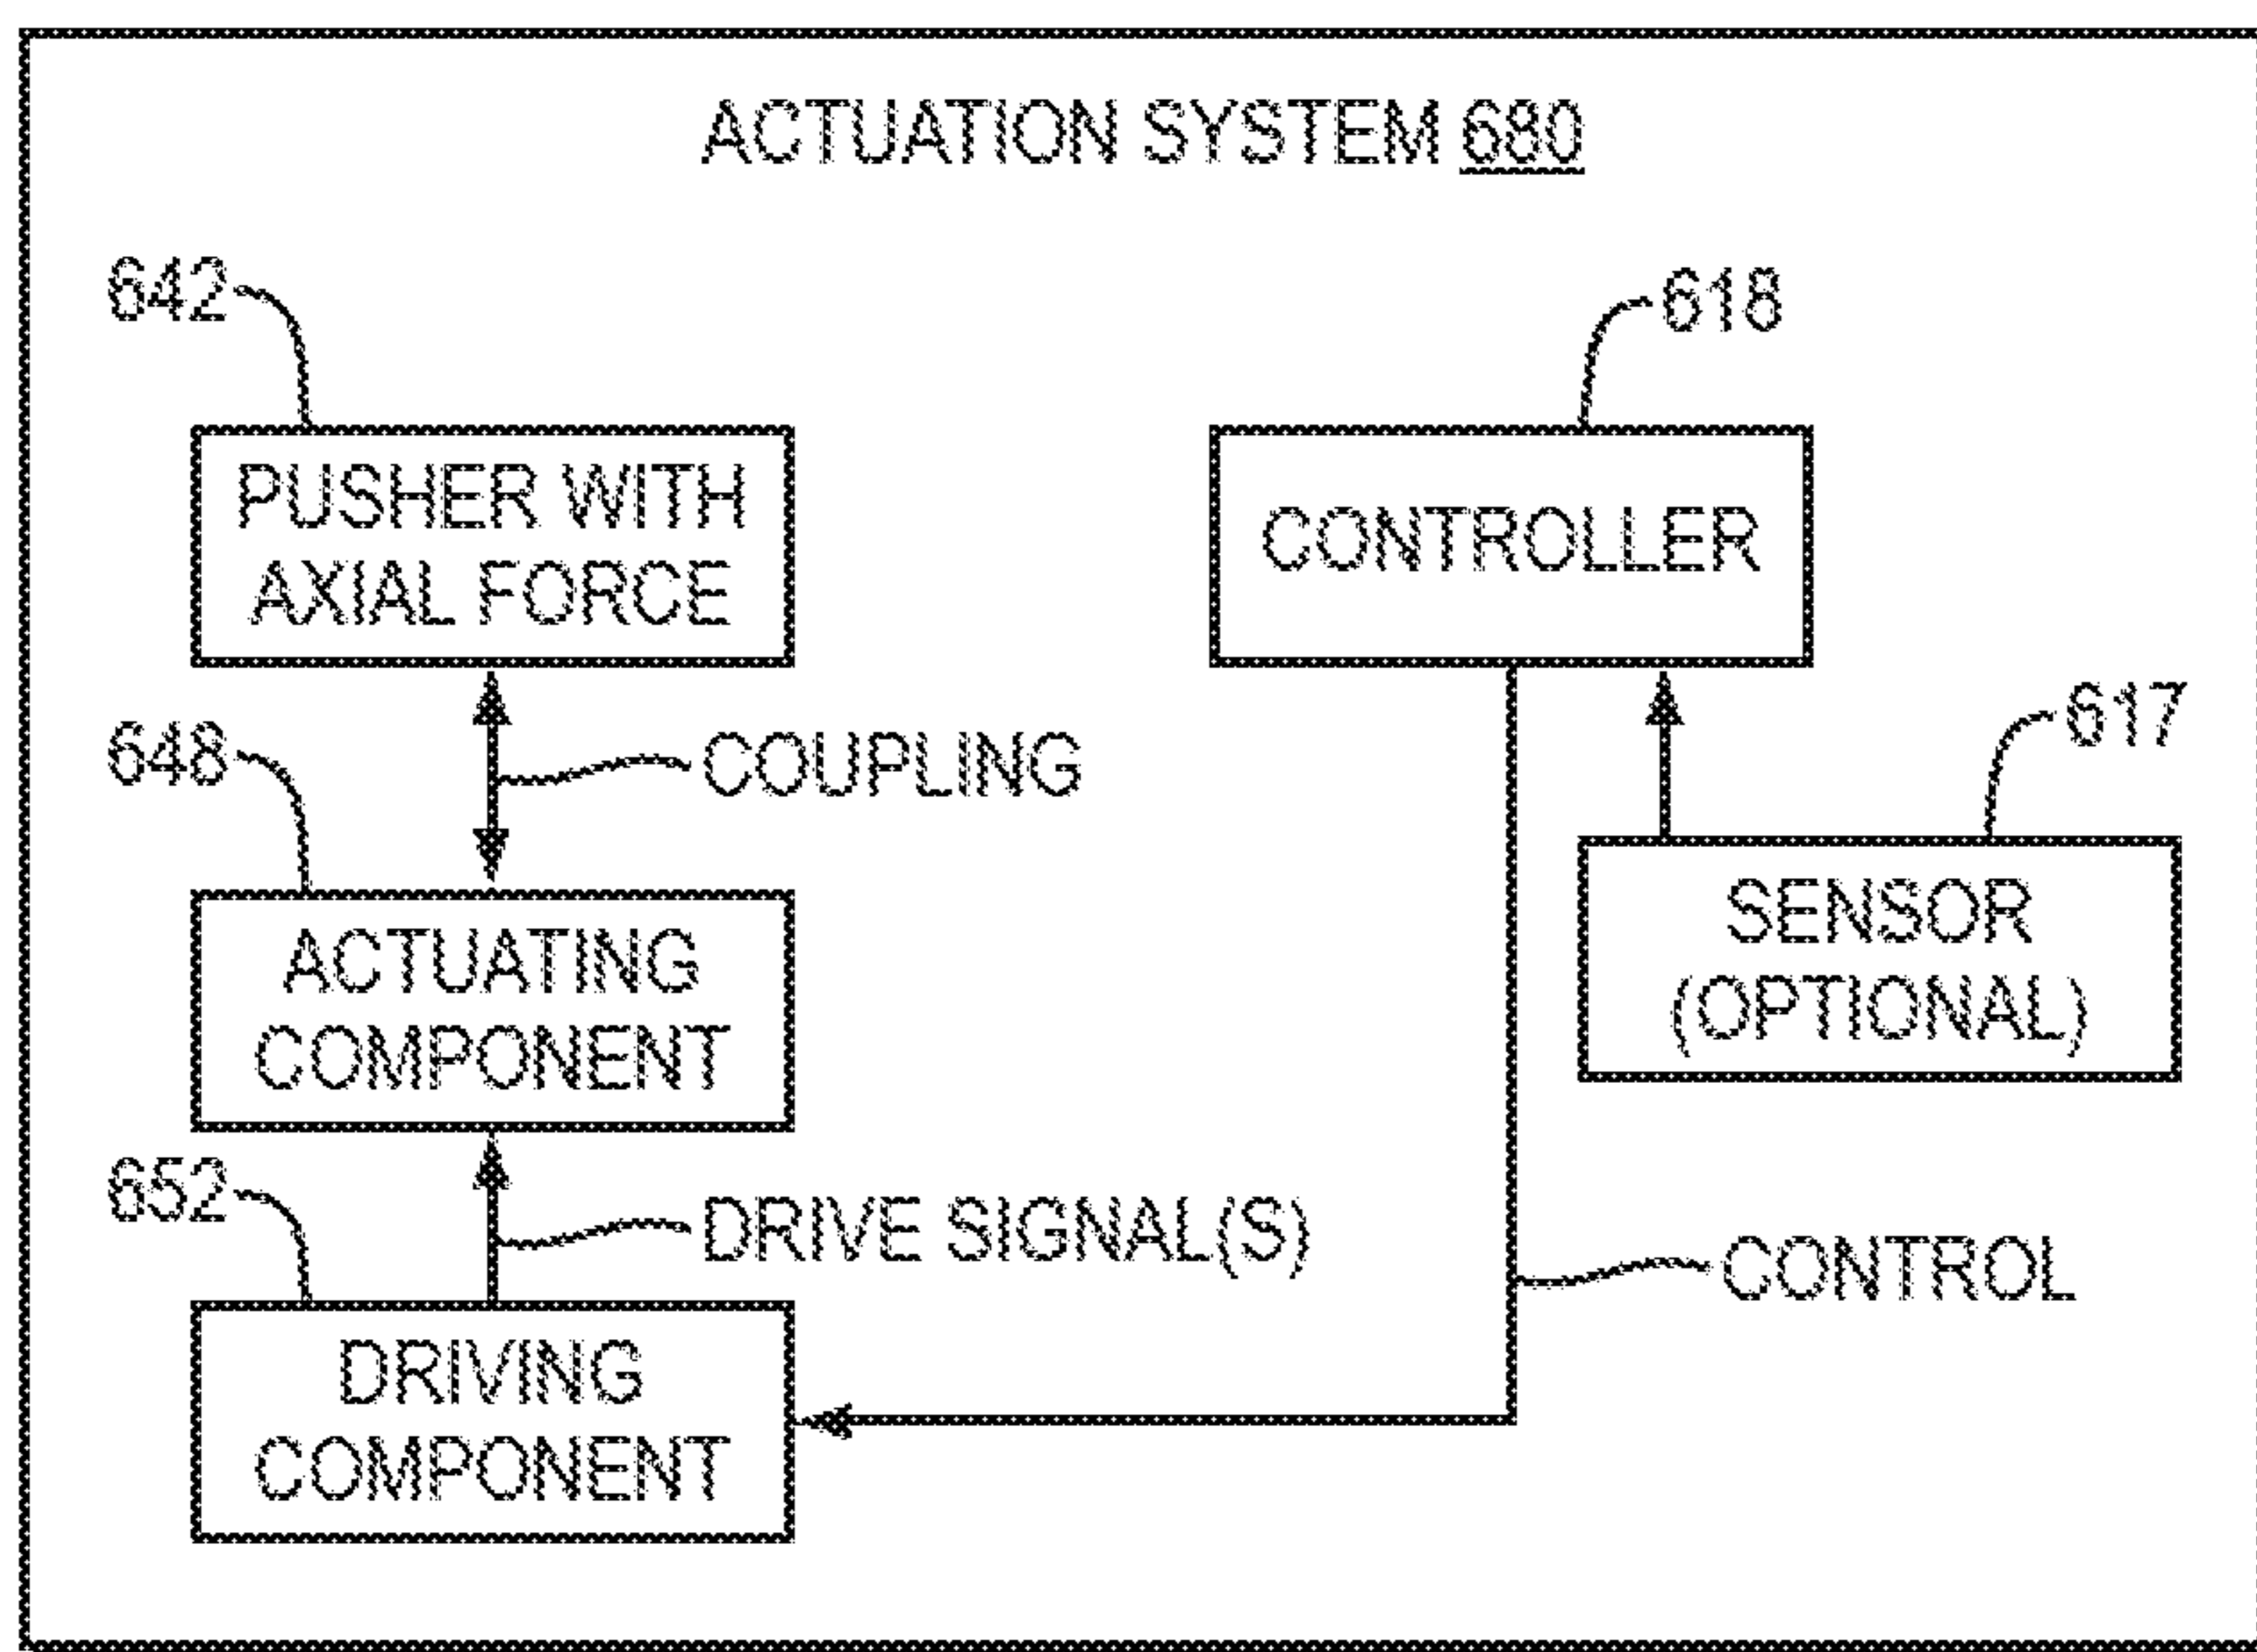 ACTUATION SYSTEM 680
642
618
PUSHER WITH
AXIAL FORCE
CONTROLLER
648
COUPLING
617
ACTUATING
COMPONENT
SENSOR
(OPTIONAL)
652
DRIVE SIGNAL(S)
CONTROL
DRIVING
COMPONENT